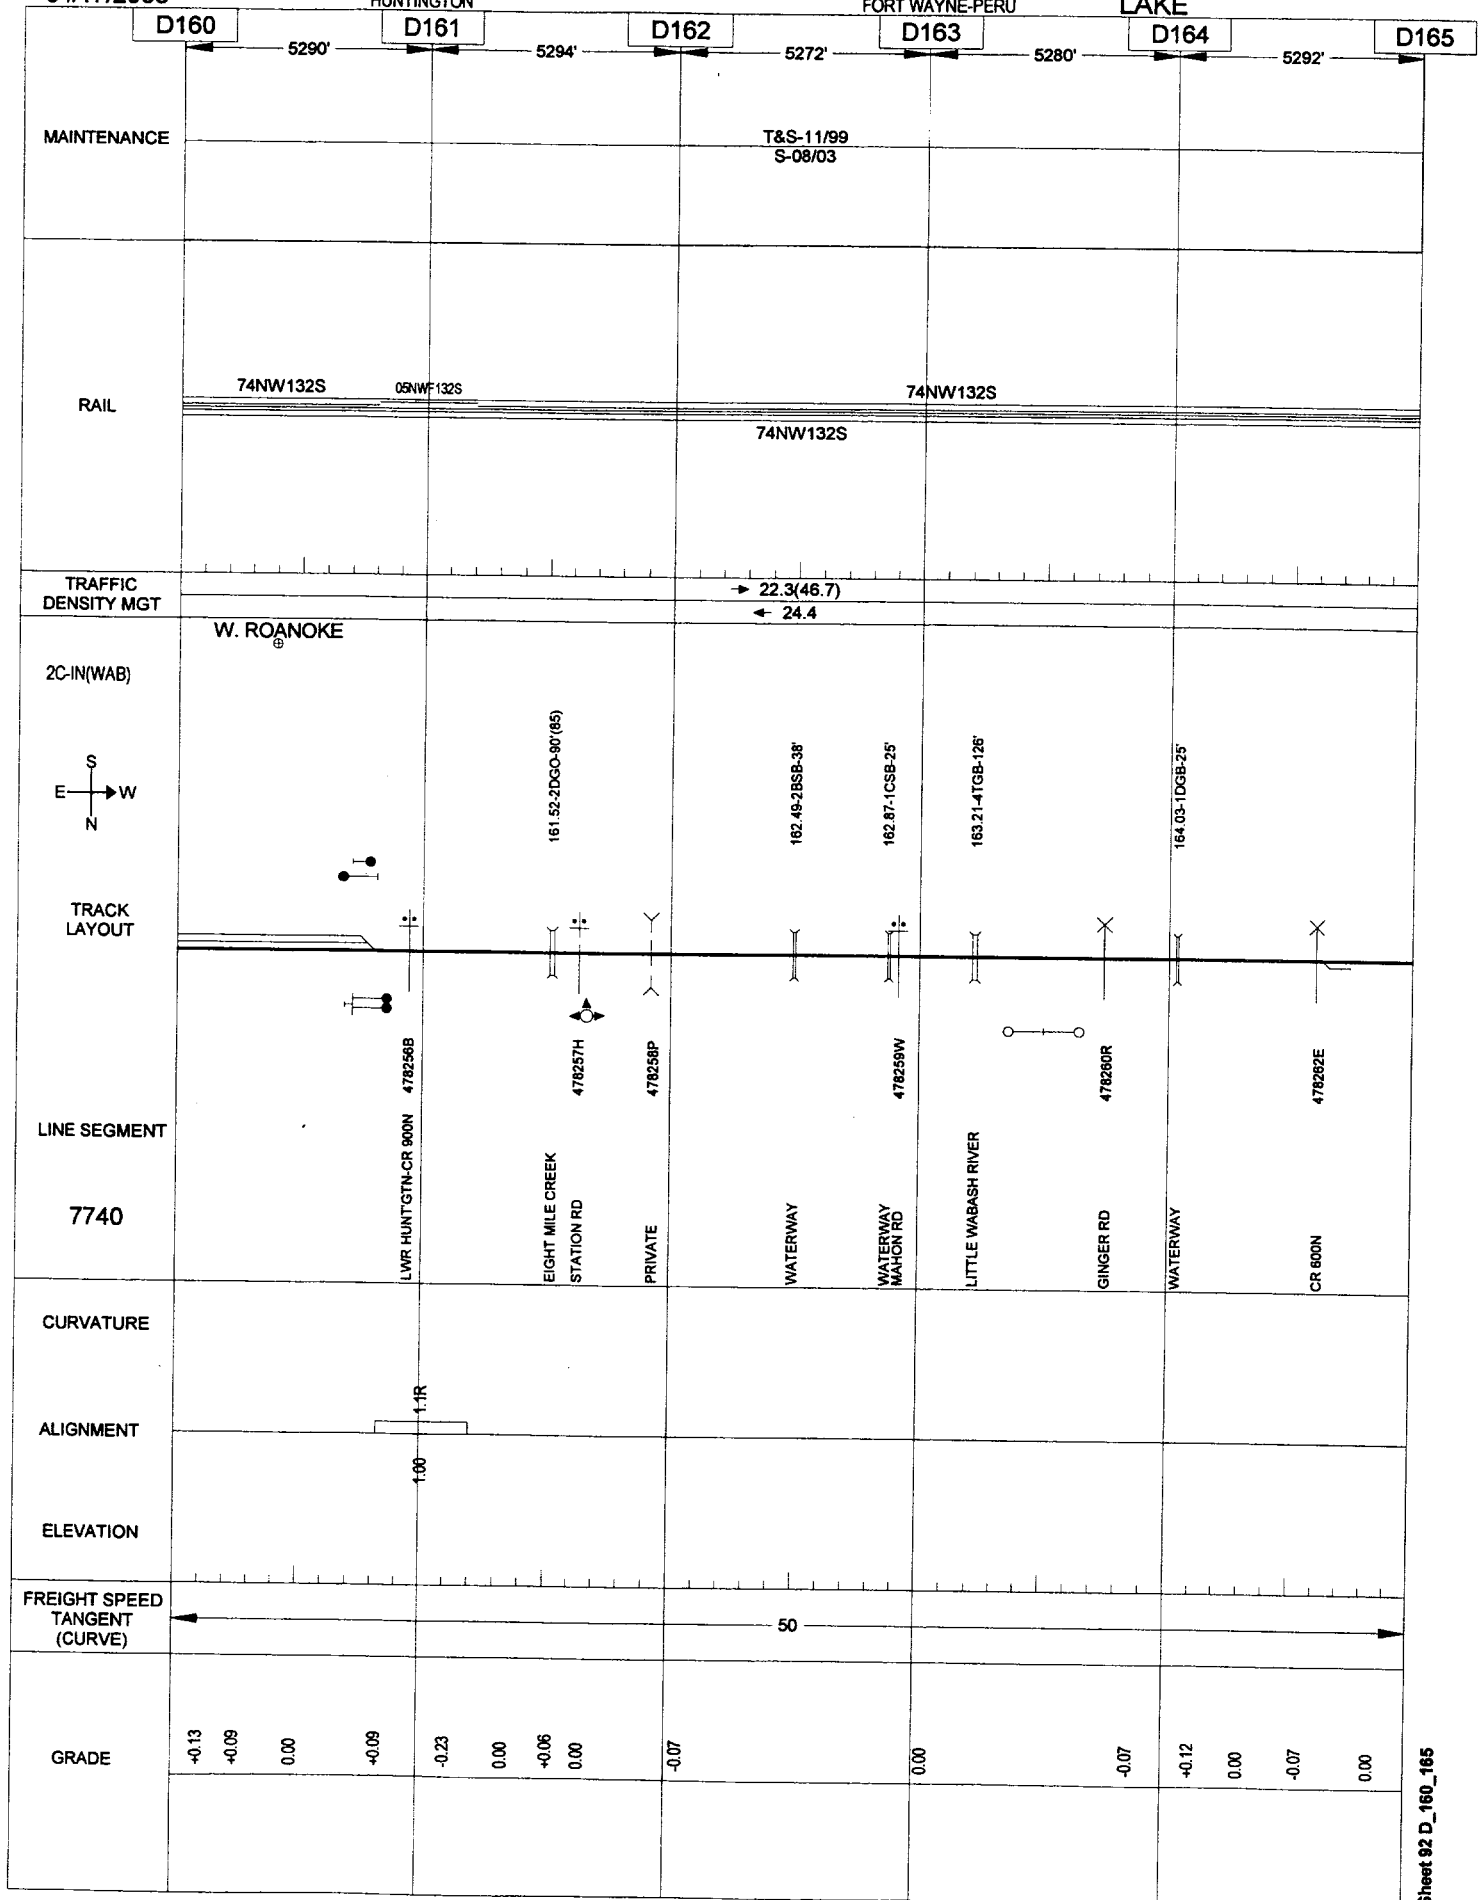 HUNTINGTON
FORT WAYNE-PERU
LAKE
D160
D161
D162
D163
D164
D165
5290'
5294'
5272'
5280'
5292'
MAINTENANCE
T&S-11/99
S-08/03
RAIL
74NW132S
05NWF132S
74NW132S
74NW132S
TRAFFIC
DENSITY MGT
22.3(46.7)
24.4
W. ROANOKE
2C-IN(WAB)
S
E
W
N
161.52-2DGO-90'(85)
162.49-2BSB-38'
162.87-1CSB-25'
163.21-4TGB-126'
164.03-1DGB-25'
TRACK
LAYOUT
478256B
478257H
478258P
478259W
478260R
478262E
LINE SEGMENT
7740
LWR HUNT'GTN-CR 900N
EIGHT MILE CREEK
STATION RD
PRIVATE
WATERWAY
WATERWAY
MAHON RD
LITTLE WABASH RIVER
GINGER RD
WATERWAY
CR 600N
CURVATURE
1.1R
ALIGNMENT
1.00
ELEVATION
FREIGHT SPEED
TANGENT
(CURVE)
50
GRADE
+0.13
+0.09
0.00
+0.09
-0.23
0.00
+0.06
0.00
-0.07
0.00
-0.07
+0.12
0.00
-0.07
0.00
Sheet 92 D_160_165